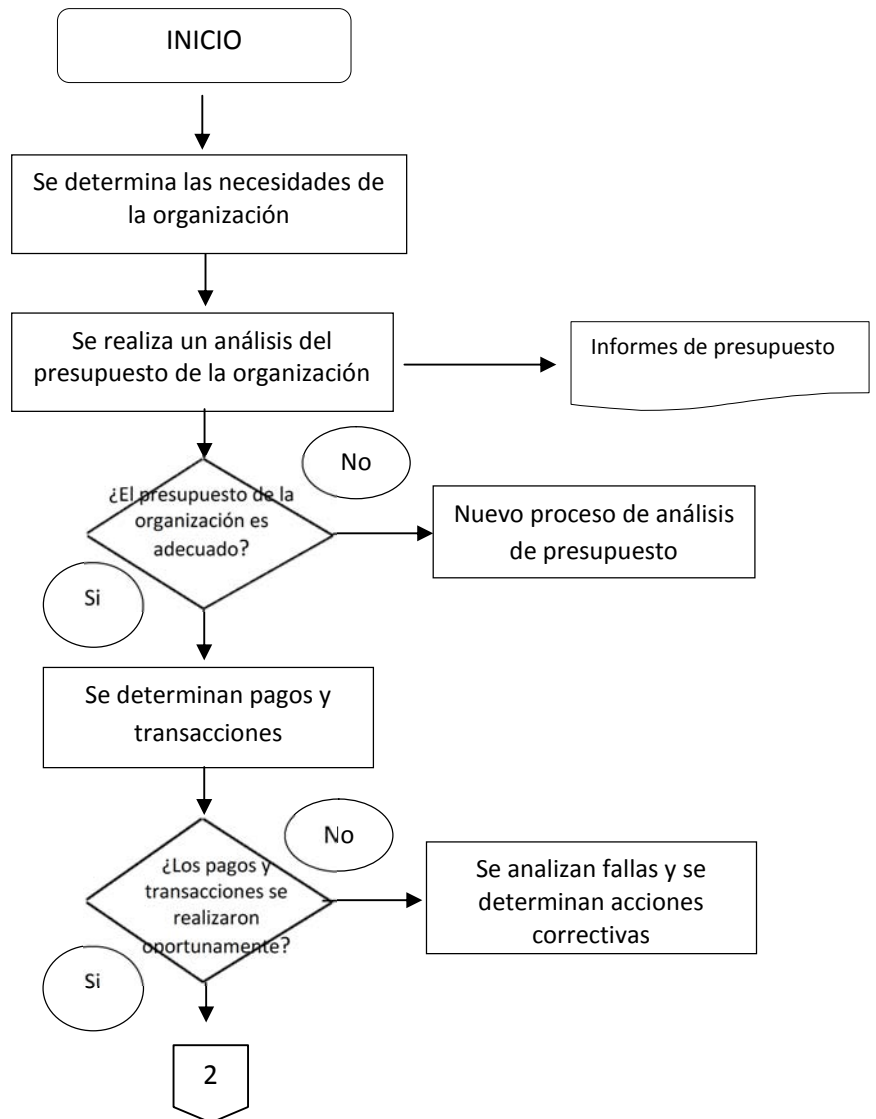 INICIO
Se determina las necesidades de
la organización
Se realiza un análisis del
presupuesto de la organización
Informes de presupuesto
No
¿El presupuesto de la
organización es
adecuado?
Nuevo proceso de análisis
de presupuesto
Si
Se determinan pagos y
transacciones
No
¿Los pagos y
transacciones se
realizaron
oportunamente?
Se analizan fallas y se
determinan acciones
correctivas
Si
2